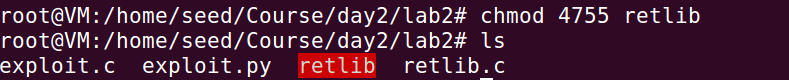 root@VM:/home/seed/Course/day2/lab2# chmod 4755 retlib
root@VM:/home/seed/Course/day2/lab2# ls
exploit.c  exploit.py  retlib  retlib.c